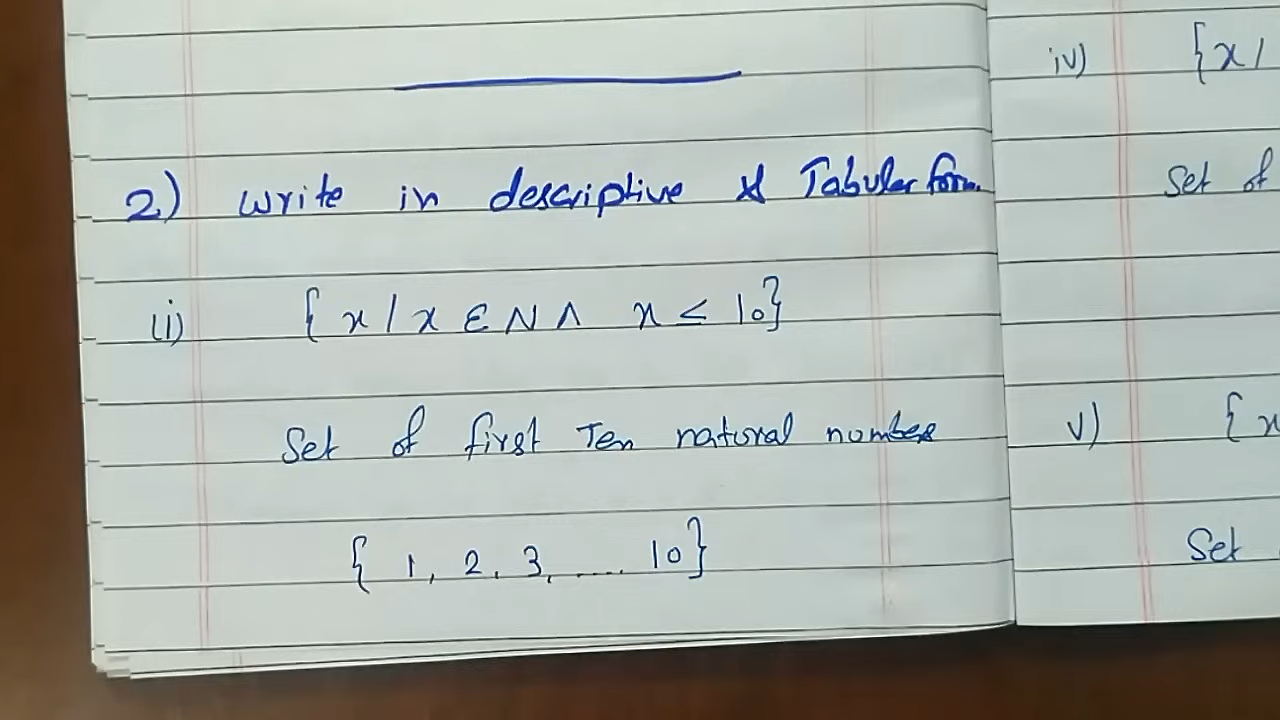 2) write in descriptive & Tabular form.
(i) { x / x ∈ N ∧ x ≤ 10}
Set of first Ten natural number
{ 1, 2, 3, .... 10}
iv) {x /
Set of
v) {x
Set